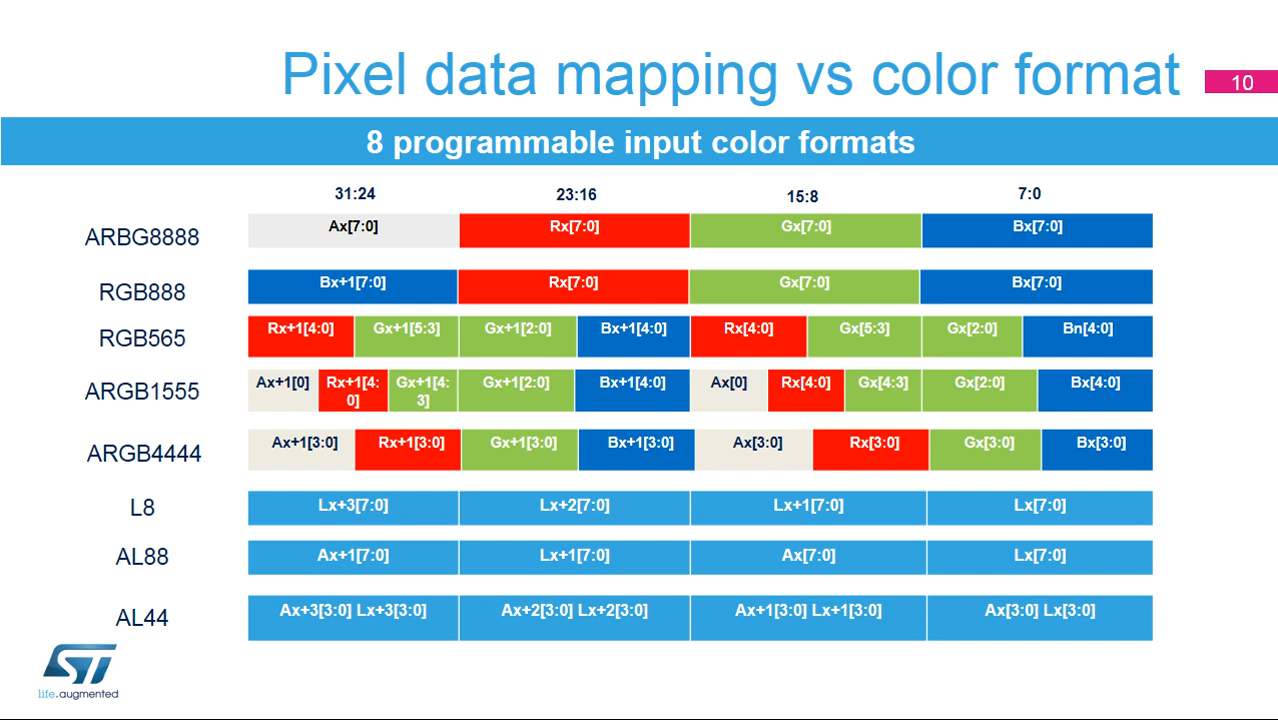 Pixel data mapping vs color format
10
8 programmable input color formats
31:24 23:16 15:8 7:0
ARBG8888 Ax[7:0] Rx[7:0] Gx[7:0] Bx[7:0]
RGB888 Bx+1[7:0] Rx[7:0] Gx[7:0] Bx[7:0]
RGB565 Rx+1[4:0] Gx+1[5:3] Gx+1[2:0] Bx+1[4:0] Rx[4:0] Gx[5:3] Gx[2:0] Bn[4:0]
ARGB1555 Ax+1[0] Rx+1[4: Gx+1[4: Gx+1[2:0] Bx+1[4:0] Ax[0] Rx[4:0] Gx[4:3] Gx[2:0] Bx[4:0]
0] 3]
ARGB4444 Ax+1[3:0] Rx+1[3:0] Gx+1[3:0] Bx+1[3:0] Ax[3:0] Rx[3:0] Gx[3:0] Bx[3:0]
L8 Lx+3[7:0] Lx+2[7:0] Lx+1[7:0] Lx[7:0]
AL88 Ax+1[7:0] Lx+1[7:0] Ax[7:0] Lx[7:0]
AL44 Ax+3[3:0] Lx+3[3:0] Ax+2[3:0] Lx+2[3:0] Ax+1[3:0] Lx+1[3:0] Ax[3:0] Lx[3:0]
ST
life.augmented